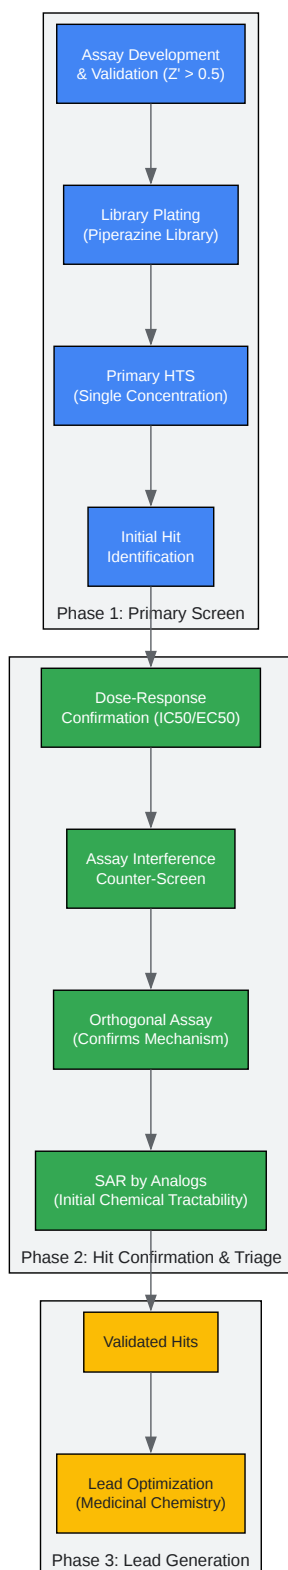 Assay Development
& Validation (Z' > 0.5)
Library Plating
(Piperazine Library)
Primary HTS
(Single Concentration)
Initial Hit
Identification
Phase 1: Primary Screen
Dose-Response
Confirmation (IC50/EC50)
Assay Interference
Counter-Screen
Orthogonal Assay
(Confirms Mechanism)
SAR by Analogs
(Initial Chemical Tractability)
Phase 2: Hit Confirmation & Triage
Validated Hits
Lead Optimization
(Medicinal Chemistry)
Phase 3: Lead Generation